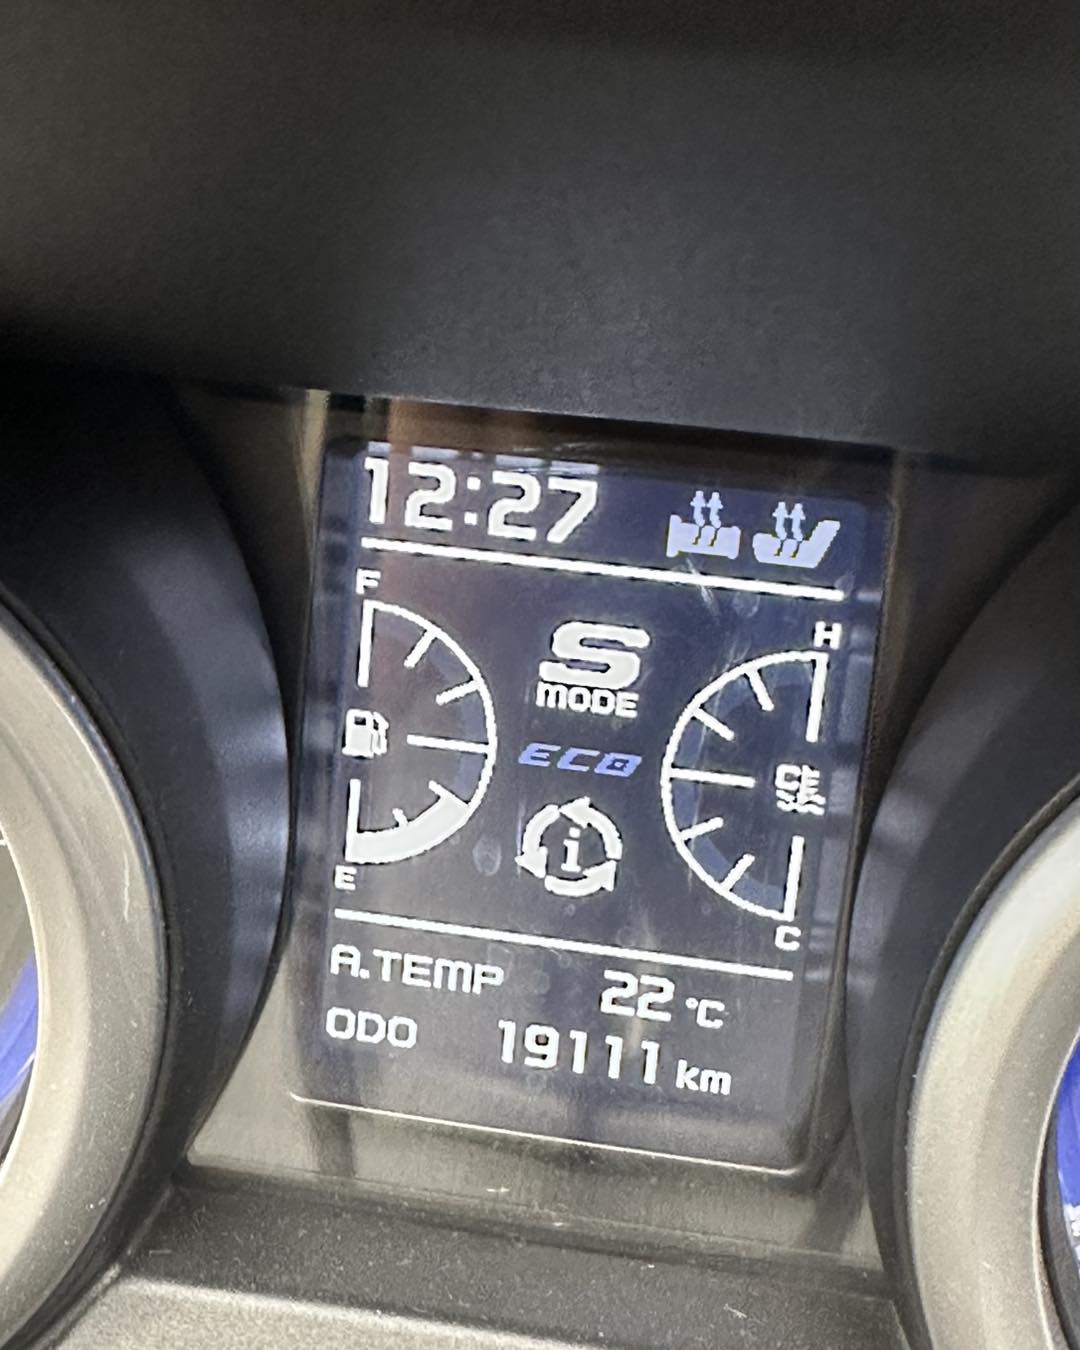 12:27
F
H
S
MODE
ECO
i
E
C
A.TEMP 22 °C
ODO 19111 km